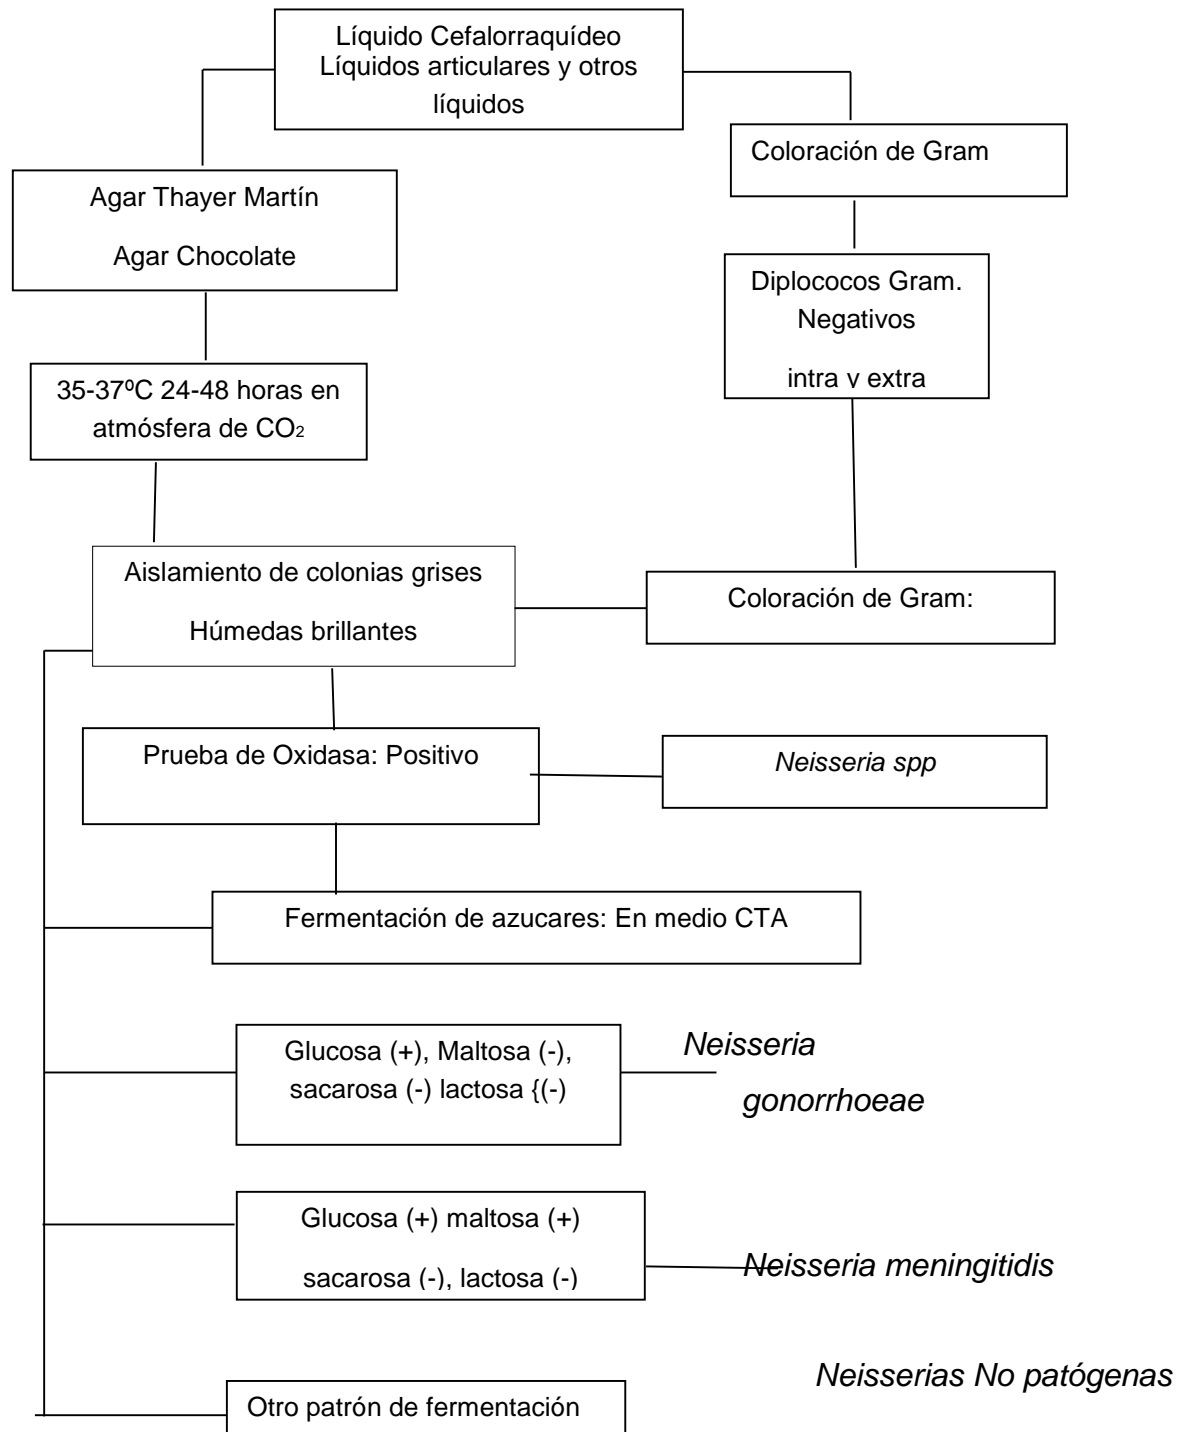 Líquido Cefalorraquídeo
Líquidos articulares y otros
líquidos
Coloración de Gram
Agar Thayer Martín
Agar Chocolate
Diplococos Gram.
Negativos
intra y extra
35-37ºC 24-48 horas en
atmósfera de CO₂
Aislamiento de colonias grises
Húmedas brillantes
Coloración de Gram:
Prueba de Oxidasa: Positivo
Neisseria spp
Fermentación de azucares: En medio CTA
Glucosa (+), Maltosa (-),
sacarosa (-) lactosa {(-)
Neisseria
gonorrhoeae
Glucosa (+) maltosa (+)
sacarosa (-), lactosa (-)
Neisseria meningitidis
Neisserias No patógenas
Otro patrón de fermentación